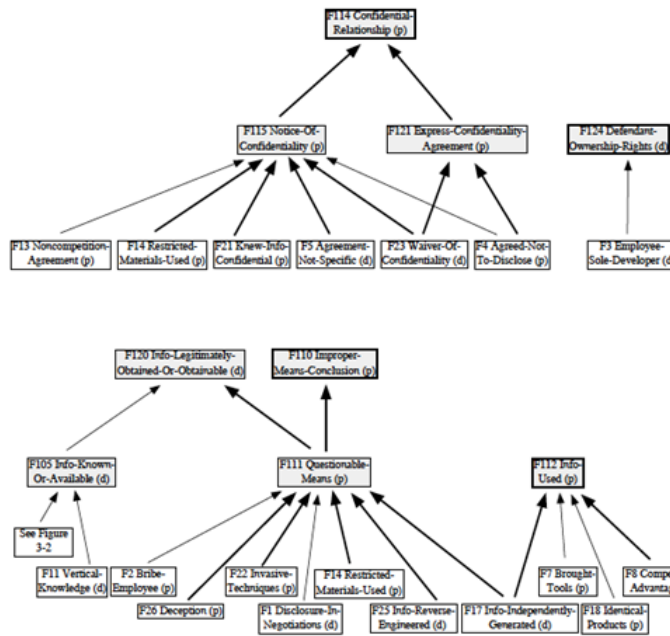 F114 Confidential-
Relationship (p)
F115 Notice-Of-
Confidentiality (p)
F121 Express-Confidentiality-
Agreement (p)
F124 Defendant-
Ownership-Rights (d)
F13 Noncompetition-
Agreement (p)
F14 Restricted-
Materials-Used (p)
F21 Knew-Info-
Confidential (p)
F5 Agreement-
Not-Specific (d)
F23 Waiver-Of-
Confidentiality (d)
F4 Agreed-Not-
To-Disclose (p)
F3 Employee-
Sole-Developer (d
F120 Info-Legitimately-
Obtained-Or-Obtainable (d)
F110 Improper-
Means-Conclusion (p)
F105 Info-Known-
Or-Available (d)
F111 Questionable-
Means (p)
F112 Info-
Used (p)
See Figure
3-2
F11 Vertical-
Knowledge (d)
F2 Bribe-
Employee (p)
F26 Deception (p)
F22 Invasive-
Techniques (p)
F1 Disclosure-In-
Negotiations (d)
F14 Restricted-
Materials-Used (p)
F25 Info-Reverse-
Engineered (d)
F17 Info-Independently-
Generated (d)
F7 Brought-
Tools (p)
F18 Identical-
Products (p)
F8 Compe
Advantag